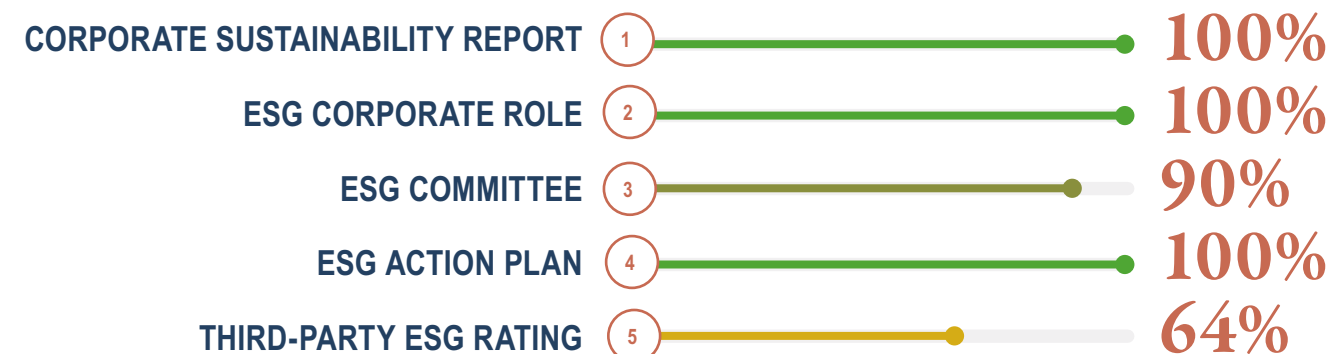 CORPORATE SUSTAINABILITY REPORT 1 100%
ESG CORPORATE ROLE 2 100%
ESG COMMITTEE 3 90%
ESG ACTION PLAN 4 100%
THIRD-PARTY ESG RATING 5 64%